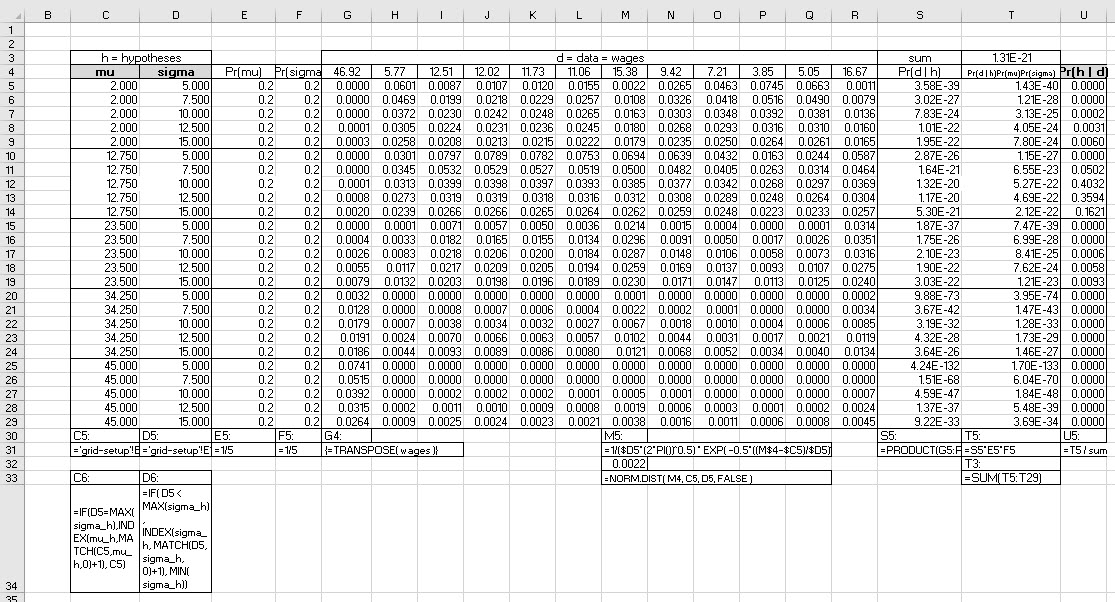 B C D E F G H I J K L M N O P Q R S T U
1
2
3 h = hypotheses d = data = wages sum 1.31E-21
4 mu sigma Pr(mu) Pr(sigma 46.92 5.77 12.51 12.02 11.73 11.06 15.38 9.42 7.21 3.85 5.05 16.67 Pr(d | h) Pr(d|h)Pr(mu)Pr(sigma) Pr(h | d)
5 2.000 5.000 0.2 0.2 0.0000 0.0601 0.0087 0.0107 0.0120 0.0155 0.0022 0.0265 0.0463 0.0745 0.0663 0.0011 3.58E-39 1.43E-40 0.0000
6 2.000 7.500 0.2 0.2 0.0000 0.0469 0.0199 0.0218 0.0229 0.0257 0.0108 0.0326 0.0418 0.0516 0.0490 0.0079 3.02E-27 1.21E-28 0.0000
7 2.000 10.000 0.2 0.2 0.0000 0.0372 0.0230 0.0242 0.0248 0.0265 0.0163 0.0303 0.0348 0.0392 0.0381 0.0136 7.83E-24 3.13E-25 0.0002
8 2.000 12.500 0.2 0.2 0.0001 0.0305 0.0224 0.0231 0.0236 0.0245 0.0180 0.0268 0.0293 0.0316 0.0310 0.0160 1.01E-22 4.05E-24 0.0031
9 2.000 15.000 0.2 0.2 0.0003 0.0258 0.0208 0.0213 0.0215 0.0222 0.0179 0.0235 0.0250 0.0264 0.0261 0.0165 1.95E-22 7.80E-24 0.0060
10 12.750 5.000 0.2 0.2 0.0000 0.0301 0.0797 0.0789 0.0782 0.0753 0.0694 0.0639 0.0432 0.0163 0.0244 0.0587 2.87E-26 1.15E-27 0.0000
11 12.750 7.500 0.2 0.2 0.0000 0.0345 0.0532 0.0529 0.0527 0.0519 0.0500 0.0482 0.0405 0.0263 0.0314 0.0464 1.64E-21 6.55E-23 0.0502
12 12.750 10.000 0.2 0.2 0.0001 0.0313 0.0399 0.0398 0.0397 0.0393 0.0385 0.0377 0.0342 0.0268 0.0297 0.0369 1.32E-20 5.27E-22 0.4032
13 12.750 12.500 0.2 0.2 0.0008 0.0273 0.0319 0.0319 0.0318 0.0316 0.0312 0.0308 0.0289 0.0248 0.0264 0.0304 1.17E-20 4.69E-22 0.3594
14 12.750 15.000 0.2 0.2 0.0020 0.0239 0.0266 0.0266 0.0265 0.0264 0.0262 0.0259 0.0248 0.0223 0.0233 0.0257 5.30E-21 2.12E-22 0.1621
15 23.500 5.000 0.2 0.2 0.0000 0.0001 0.0071 0.0057 0.0050 0.0036 0.0214 0.0015 0.0004 0.0000 0.0001 0.0314 1.87E-37 7.47E-39 0.0000
16 23.500 7.500 0.2 0.2 0.0004 0.0033 0.0182 0.0165 0.0155 0.0134 0.0296 0.0091 0.0050 0.0017 0.0026 0.0351 1.75E-26 6.99E-28 0.0000
17 23.500 10.000 0.2 0.2 0.0026 0.0083 0.0218 0.0206 0.0200 0.0184 0.0287 0.0148 0.0106 0.0058 0.0073 0.0316 2.10E-23 8.41E-25 0.0006
18 23.500 12.500 0.2 0.2 0.0055 0.0117 0.0217 0.0209 0.0205 0.0194 0.0259 0.0169 0.0137 0.0093 0.0107 0.0275 1.90E-22 7.62E-24 0.0058
19 23.500 15.000 0.2 0.2 0.0079 0.0132 0.0203 0.0198 0.0196 0.0189 0.0230 0.0171 0.0147 0.0113 0.0125 0.0240 3.03E-22 1.21E-23 0.0093
20 34.250 5.000 0.2 0.2 0.0032 0.0000 0.0000 0.0000 0.0000 0.0000 0.0001 0.0000 0.0000 0.0000 0.0000 0.0002 9.88E-73 3.95E-74 0.0000
21 34.250 7.500 0.2 0.2 0.0128 0.0000 0.0008 0.0007 0.0006 0.0004 0.0022 0.0002 0.0001 0.0000 0.0000 0.0034 3.67E-42 1.47E-43 0.0000
22 34.250 10.000 0.2 0.2 0.0179 0.0007 0.0038 0.0034 0.0032 0.0027 0.0067 0.0018 0.0010 0.0004 0.0006 0.0085 3.19E-32 1.28E-33 0.0000
23 34.250 12.500 0.2 0.2 0.0191 0.0024 0.0070 0.0066 0.0063 0.0057 0.0102 0.0044 0.0031 0.0017 0.0021 0.0119 4.32E-28 1.73E-29 0.0000
24 34.250 15.000 0.2 0.2 0.0186 0.0044 0.0093 0.0089 0.0086 0.0080 0.0121 0.0068 0.0052 0.0034 0.0040 0.0134 3.64E-26 1.46E-27 0.0000
25 45.000 5.000 0.2 0.2 0.0741 0.0000 0.0000 0.0000 0.0000 0.0000 0.0000 0.0000 0.0000 0.0000 0.0000 0.0000 4.24E-132 1.70E-133 0.0000
26 45.000 7.500 0.2 0.2 0.0515 0.0000 0.0000 0.0000 0.0000 0.0000 0.0000 0.0000 0.0000 0.0000 0.0000 0.0000 1.51E-68 6.04E-70 0.0000
27 45.000 10.000 0.2 0.2 0.0392 0.0000 0.0002 0.0002 0.0002 0.0001 0.0005 0.0001 0.0000 0.0000 0.0000 0.0007 4.59E-47 1.84E-48 0.0000
28 45.000 12.500 0.2 0.2 0.0315 0.0002 0.0011 0.0010 0.0009 0.0008 0.0019 0.0006 0.0003 0.0001 0.0002 0.0024 1.37E-37 5.48E-39 0.0000
29 45.000 15.000 0.2 0.2 0.0264 0.0009 0.0025 0.0024 0.0023 0.0021 0.0038 0.0016 0.0011 0.0006 0.0008 0.0045 9.22E-33 3.69E-34 0.0000
30 C5: D5: E5: F5: G4: M5: S5: T5: U5:
31 ='grid-setup'!E ='grid-setup'!E =1/5 =1/5 {=TRANSPOSE( wages )} =1/($D5*(2*PI())^0.5) * EXP( -0.5*((M$4-$C5)/$D5) =PRODUCT(G5:F =S5*E5*F5 =T5 / sum
32 0.0022 T3:
33 C6: D6: =NORM.DIST( M4, C5, D5, FALSE ) =SUM( T5:T29 )
34 =IF(D5=MAX(
sigma_h),IND
EX(mu_h,MA
TCH(C5,mu_
h,0)+1), C5)
=IF( D5 <
MAX(sigma_h)
,
INDEX(sigma_
h, MATCH(D5,
sigma_h,
0)+1), MIN(
sigma_h))
35